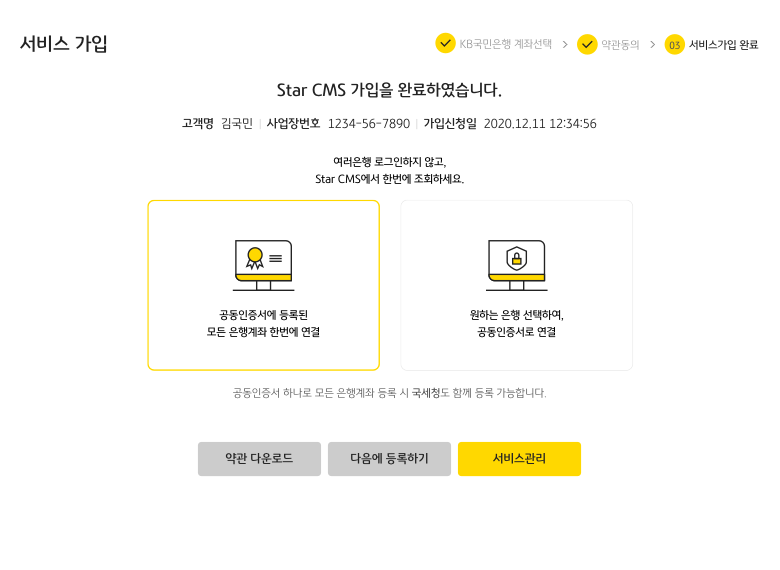 서비스 가입
KB국민은행 계좌선택 > 약관동의 > 03 서비스가입 완료
Star CMS 가입을 완료하였습니다.
고객명 김국민 | 사업장번호 1234-56-7890 | 가입신청일 2020.12.11 12:34:56
여러은행 로그인하지 않고,
Star CMS에서 한번에 조회하세요.
공동인증서에 등록된
모든 은행계좌 한번에 연결
원하는 은행 선택하여,
공동인증서로 연결
공동인증서 하나로 모든 은행계좌 등록 시 국세청도 함께 등록 가능합니다.
약관 다운로드
다음에 등록하기
서비스관리